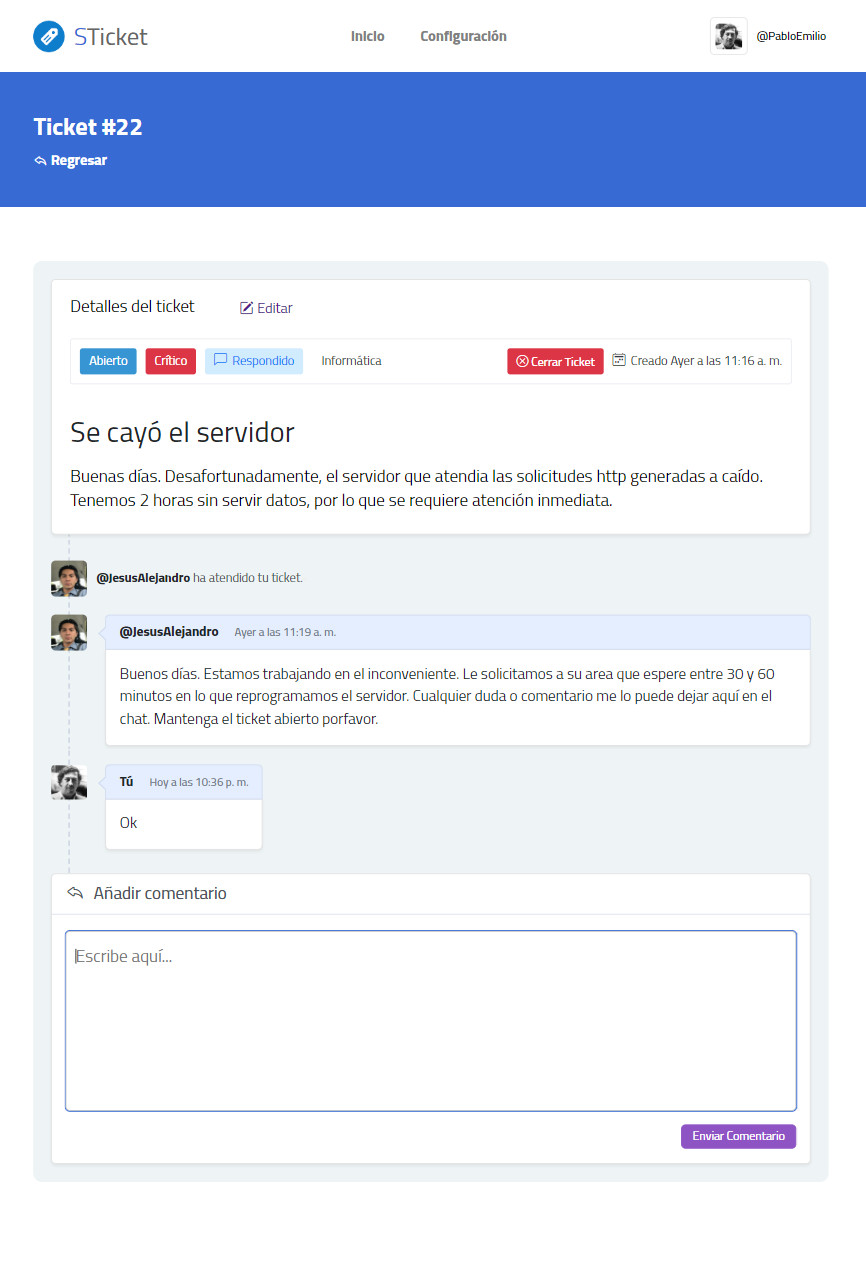 STicket
Inicio
Configuración
@PabloEmilio
Ticket #22
Regresar
Detalles del ticket
Editar
Abierto
Crítico
Respondido
Informática
Cerrar Ticket
Creado Ayer a las 11:16 a. m.
Se cayó el servidor
Buenas días. Desafortunadamente, el servidor que atendia las solicitudes http generadas a caído.
Tenemos 2 horas sin servir datos, por lo que se requiere atención inmediata.
@JesusAlejandro ha atendido tu ticket.
@JesusAlejandro Ayer a las 11:19 a. m.
Buenos días. Estamos trabajando en el inconveniente. Le solicitamos a su area que espere entre 30 y 60
minutos en lo que reprogramamos el servidor. Cualquier duda o comentario me lo puede dejar aquí en el
chat. Mantenga el ticket abierto porfavor.
Tú Hoy a las 10:36 p. m.
Ok
Añadir comentario
Escribe aquí...
Enviar Comentario